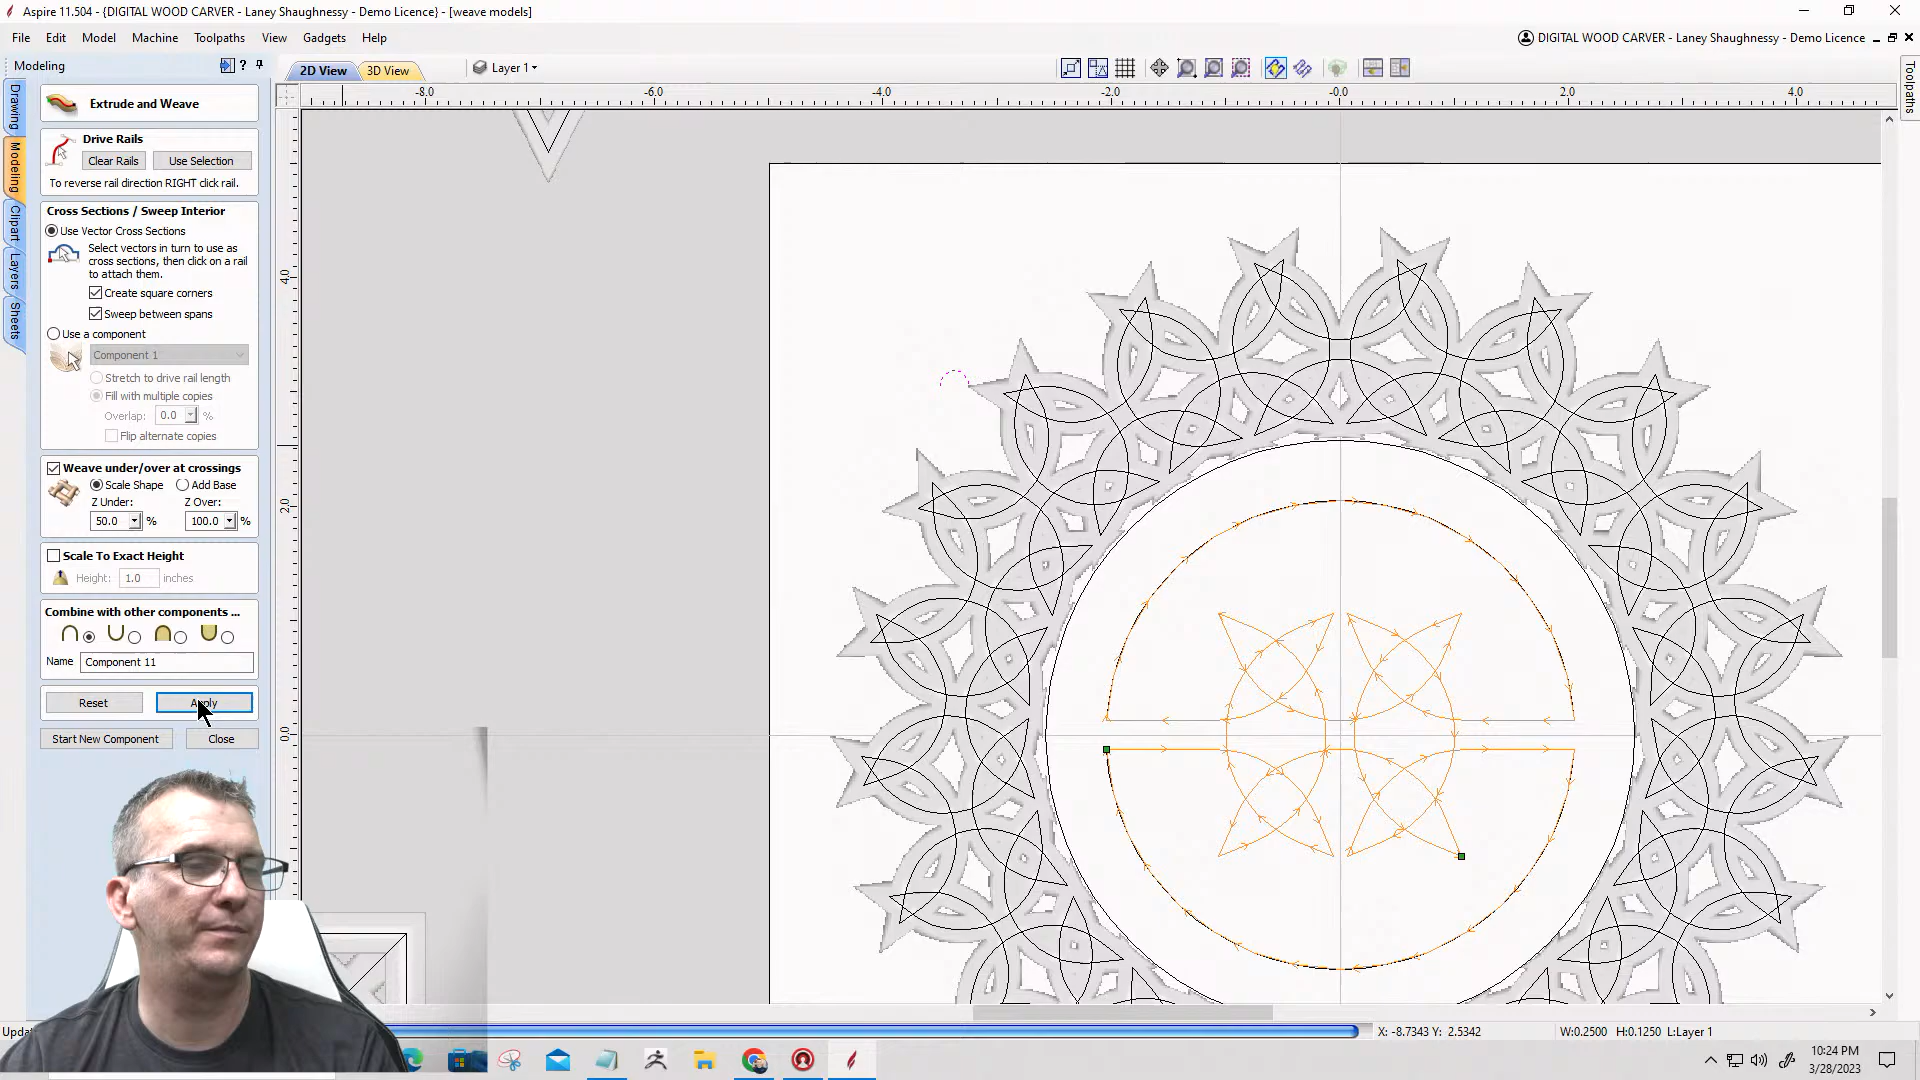 Aspire 11.504 - {DIGITAL WOOD CARVER - Laney Shaughnessy - Demo Licence} - [weave models]
File Edit Model Machine Toolpaths View Gadgets Help
DIGITAL WOOD CARVER - Laney Shaughnessy - Demo Licence
Modeling ?
2D View 3D View Layer 1
Toolpaths
Drawing
Modeling
Clipart
Layers
Sheets
-8.0 -6.0 -4.0 -2.0 -0.0 2.0 4.0
4.0
2.0
0.0
Extrude and Weave
Drive Rails
Clear Rails Use Selection
To reverse rail direction RIGHT click rail.
Cross Sections / Sweep Interior
Use Vector Cross Sections
Select vectors in turn to use as
cross sections, then click on a rail
to attach them.
Create square corners
Sweep between spans
Use a component
Component 1
Stretch to drive rail length
Fill with multiple copies
Overlap: 0.0 %
Flip alternate copies
Weave under/over at crossings
Scale Shape Add Base
Z Under: Z Over:
50.0 % 100.0 %
Scale To Exact Height
Height: 1.0 inches
Combine with other components ...
Name Component 11
Reset Apply
Start New Component Close
X: -8.7343 Y: 2.5342
W:0.2500 H:0.1250 L:Layer 1
10:24 PM
3/28/2023